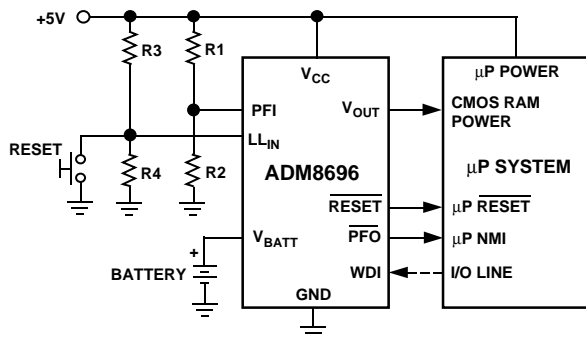 +5V
R3
R1
VCC
µP POWER
PFI
VOUT
CMOS RAM
POWER
LLIN
RESET
R4
R2
ADM8696
µP SYSTEM
RESET
µP RESET
VBATT
PFO
µP NMI
+
BATTERY
WDI
I/O LINE
GND